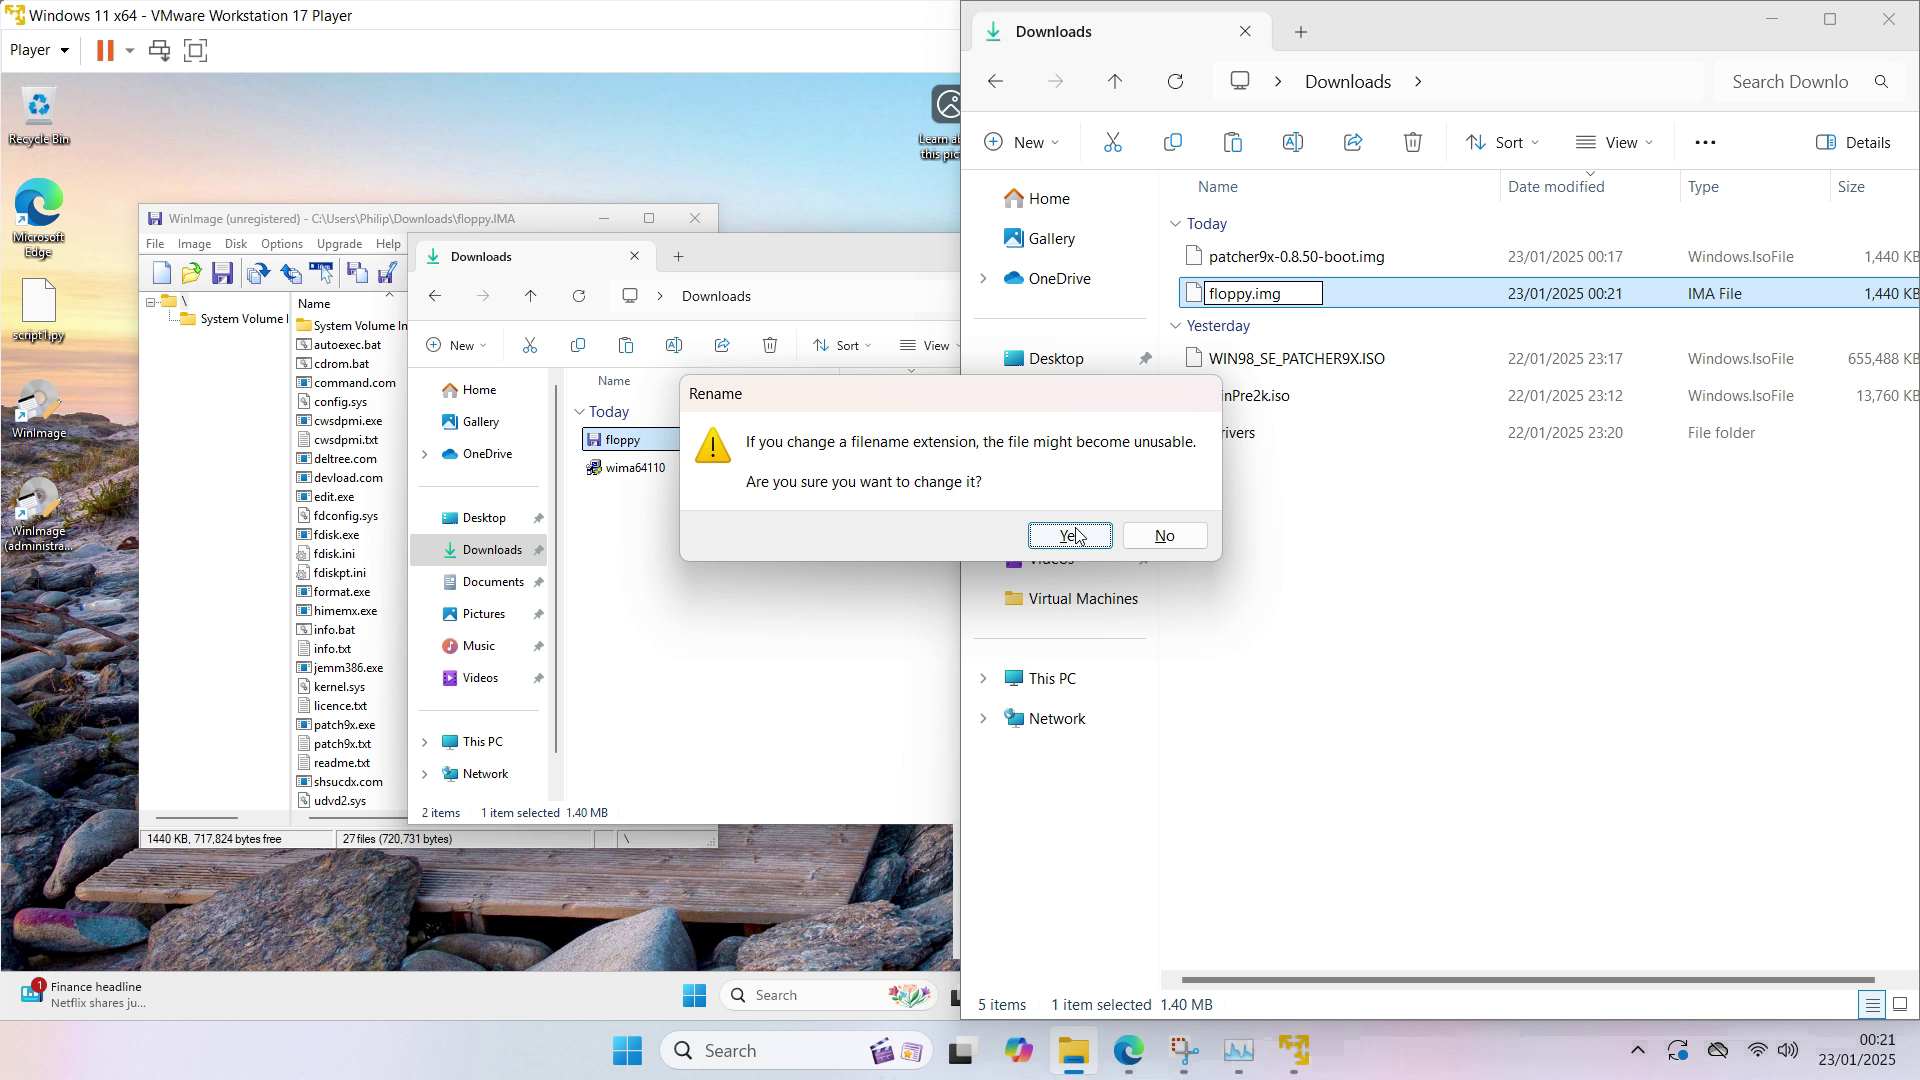 Windows 11 x64 - VMware Workstation 17 Player
Player
Recycle Bin
Microsoft
Edge
script1.py
WinImage
WinImage
(administra...
Learn a
this pic
WinImage (unregistered) - C:\Users\Philip\Downloads\floppy.IMA
File Image Disk Options Upgrade Help
\
System Volume I
Name
System Volume In
autoexec.bat
cdrom.bat
command.com
config.sys
cwsdpmi.exe
cwsdpmi.txt
deltree.com
devload.com
edit.exe
fdconfig.sys
fdisk.exe
fdisk.ini
fdiskpt.ini
format.exe
himemx.exe
info.bat
info.txt
jemm386.exe
kernel.sys
licence.txt
patch9x.exe
patch9x.txt
readme.txt
shsucdx.com
udvd2.sys
1440 KB, 717,824 bytes free
27 files (720,731 bytes)
\
Downloads
Downloads
New Sort View
Home
Gallery
OneDrive
Desktop
Downloads
Documents
Pictures
Music
Videos
This PC
Network
Name
Today
floppy
wima64110
2 items 1 item selected 1.40 MB
Rename
If you change a filename extension, the file might become unusable.
Are you sure you want to change it?
Yes No
1
Finance headline
Netflix shares ju...
Search
Downloads
Downloads
Search Downlo
New Sort View Details
Home
Gallery
OneDrive
Desktop
Videos
Virtual Machines
This PC
Network
Name Date modified Type Size
Today
patcher9x-0.8.50-boot.img 23/01/2025 00:17 Windows.IsoFile 1,440 KB
floppy.img 23/01/2025 00:21 IMA File 1,440 KB
Yesterday
WIN98_SE_PATCHER9X.ISO 22/01/2025 23:17 Windows.IsoFile 655,488 KB
inPre2k.iso 22/01/2025 23:12 Windows.IsoFile 13,760 KB
rivers 22/01/2025 23:20 File folder
5 items 1 item selected 1.40 MB
Search
00:21
23/01/2025